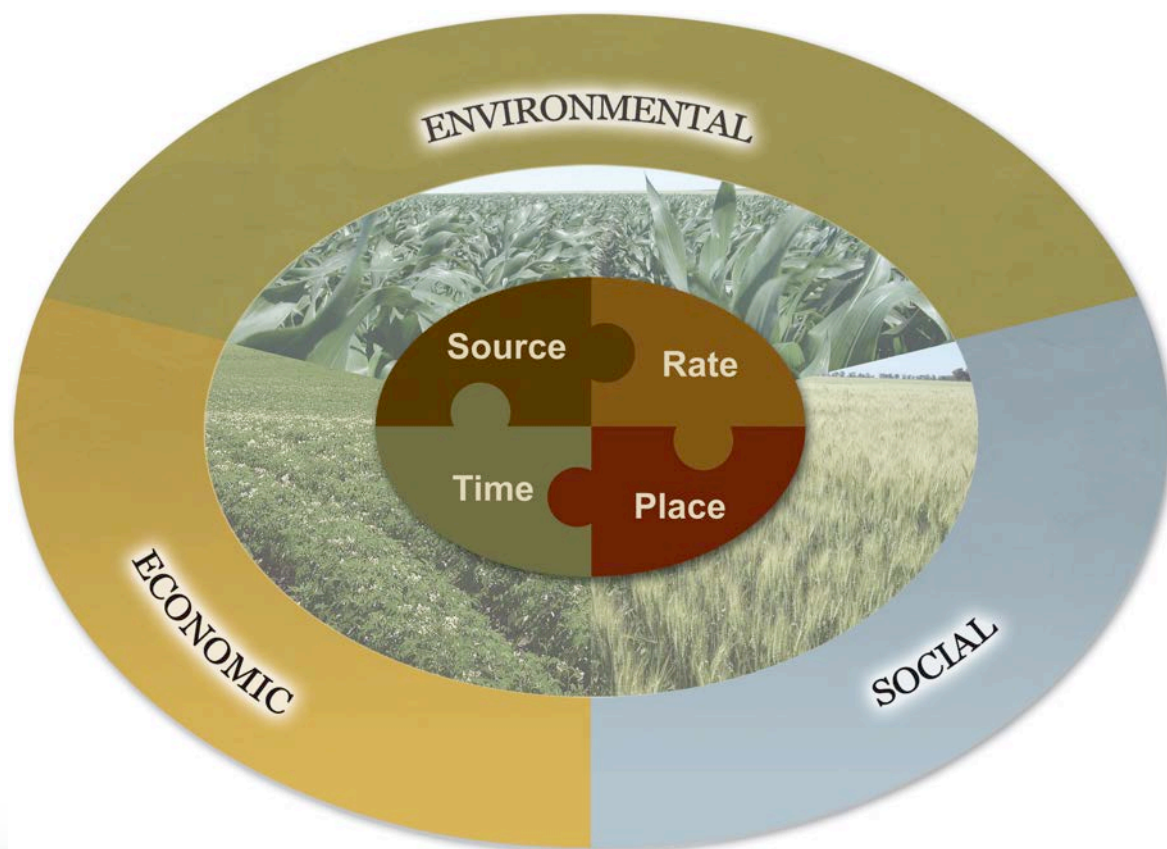 ENVIRONMENTAL
Source
Rate
Time
Place
ECONOMIC
SOCIAL